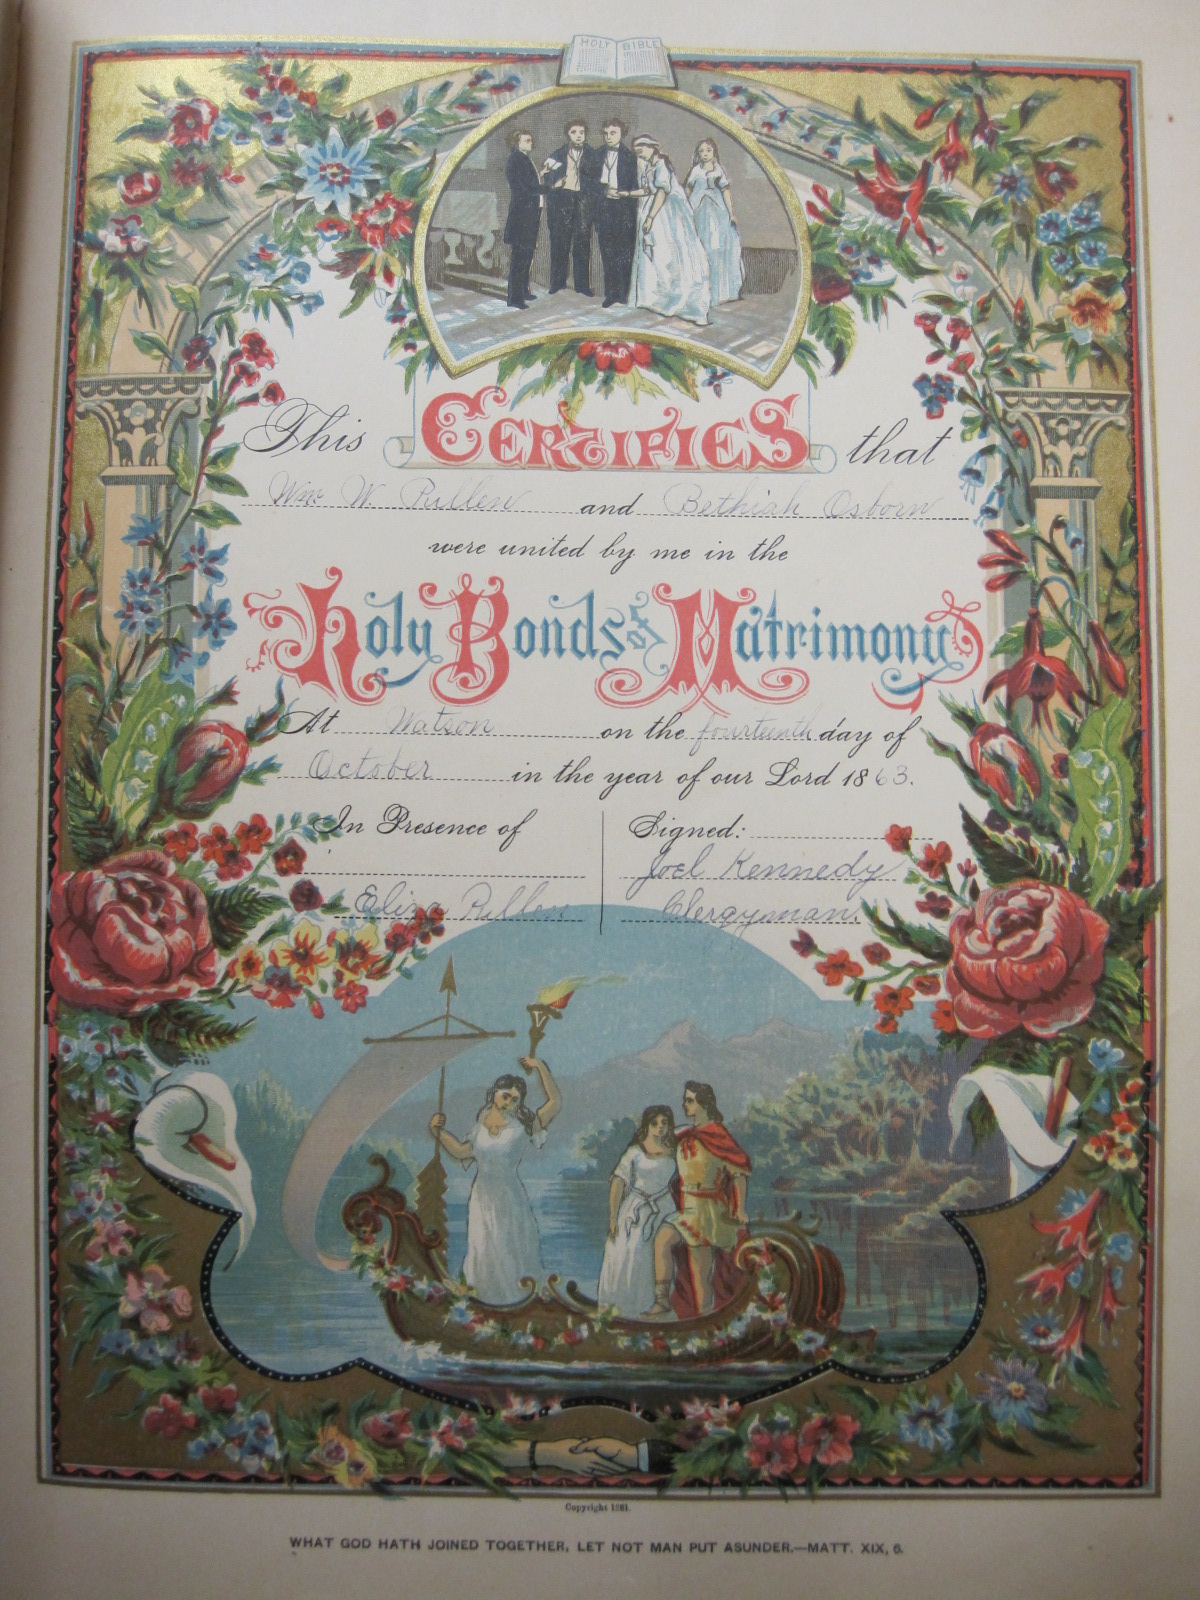 HOLY BIBLE
This CERTIFIES that
Wm W. Pullen and Bethiah Osborn
were united by me in the
Holy Bonds of Matrimony
At Watson on the fourteenth day of
October in the year of our Lord 1863.
In Presence of
Eliza Pullen
Signed:
Joel Kennedy
Clergyman.
Copyright 1881.
WHAT GOD HATH JOINED TOGETHER, LET NOT MAN PUT ASUNDER.—MATT. XIX, 6.